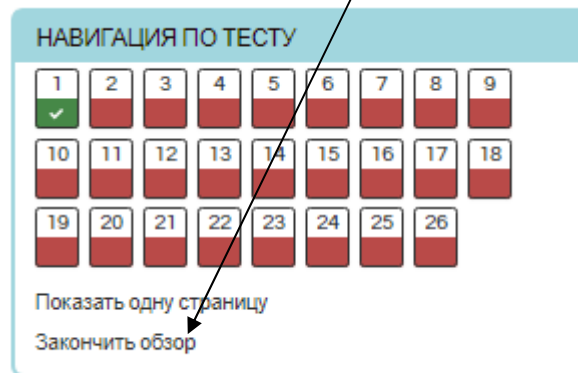 НАВИГАЦИЯ ПО ТЕСТУ
1 2 3 4 5 6 7 8 9
10 11 12 13 14 15 16 17 18
19 20 21 22 23 24 25 26
Показать одну страницу
Закончить обзор